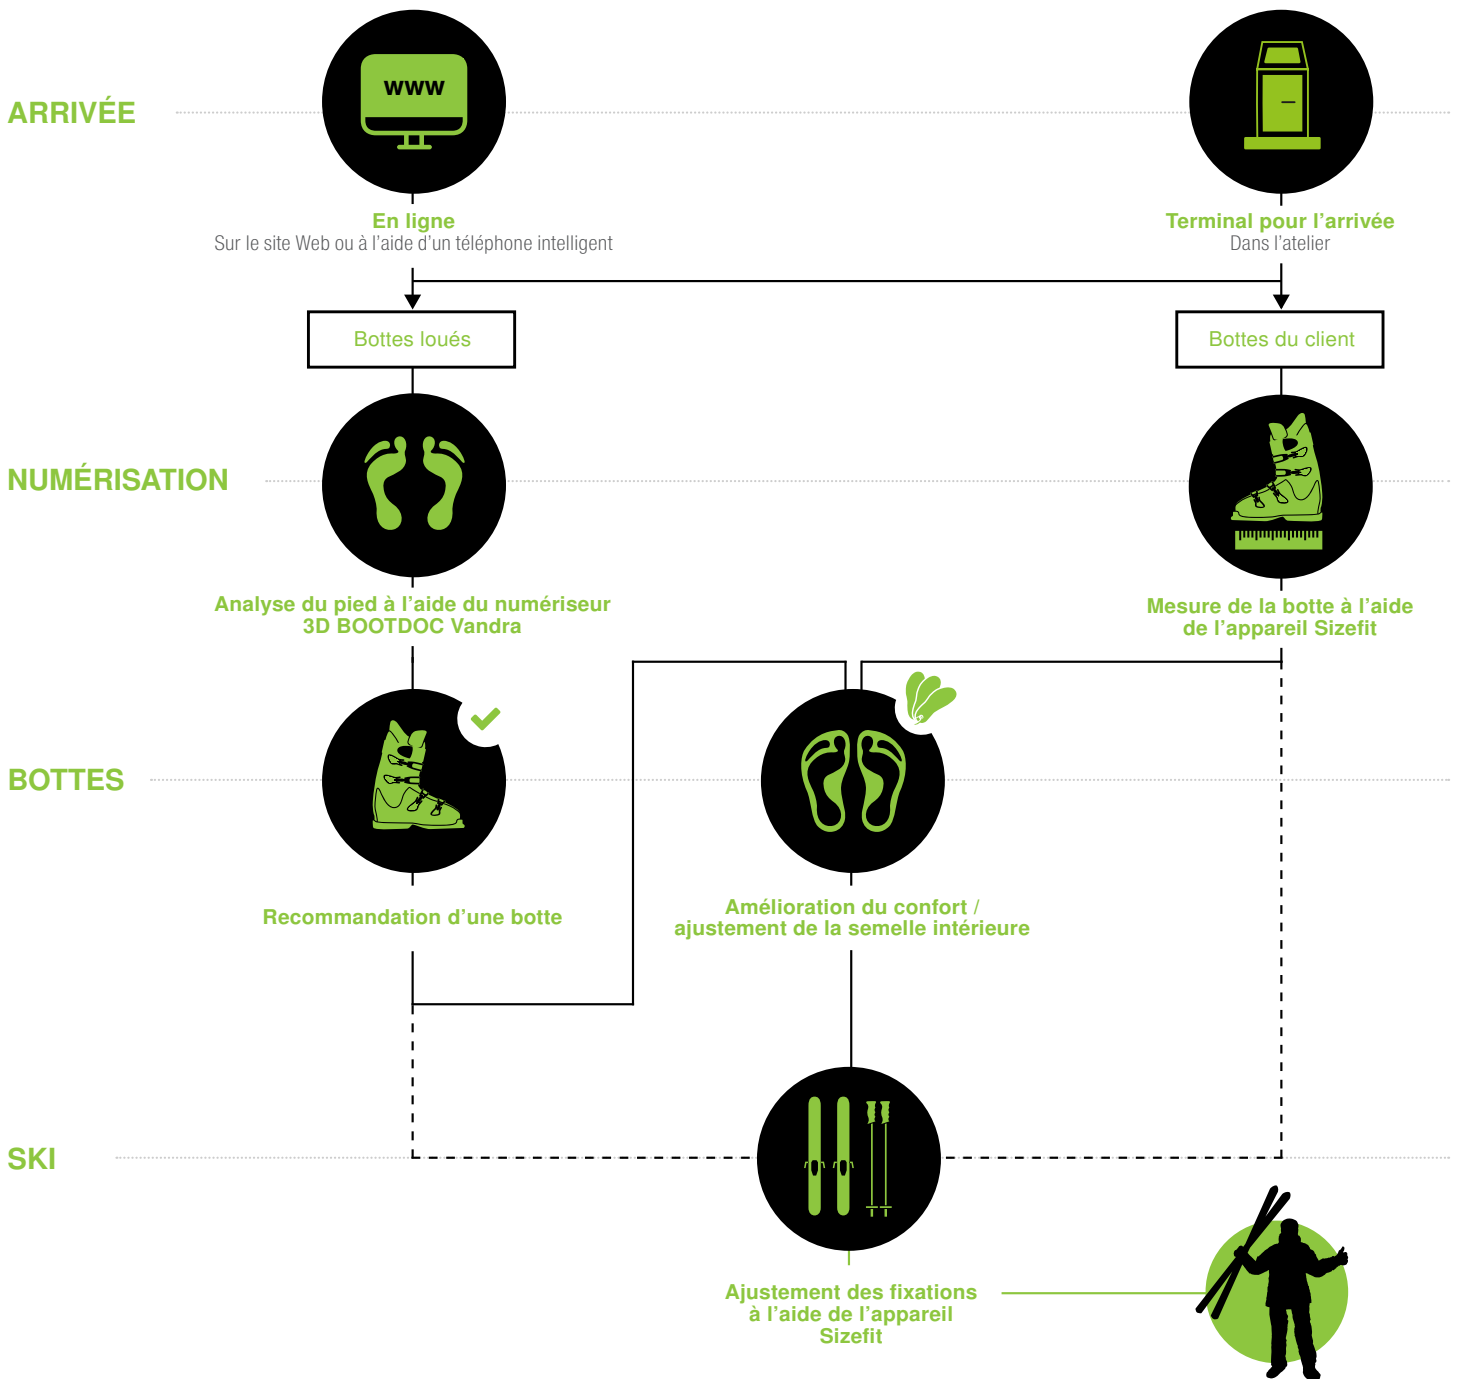 ARRIVÉE
www
En ligne
Sur le site Web ou à l'aide d'un téléphone intelligent
Terminal pour l'arrivée
Dans l'atelier
Bottes loués
Bottes du client
NUMÉRISATION
Analyse du pied à l'aide du numériseur
3D BOOTDOC Vandra
Mesure de la botte à l'aide
de l'appareil Sizefit
BOTTES
Recommandation d'une botte
Amélioration du confort /
ajustement de la semelle intérieure
SKI
Ajustement des fixations
à l'aide de l'appareil
Sizefit